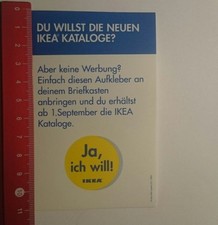 DU WILLST DIE NEUEN
IKEA KATALOGE?
Aber keine Werbung?
Einfach diesen Aufkleber an
deinem Briefkasten
anbringen und du erhältst
ab 1.September die IKEA
Kataloge.
Ja,
ich will!
IKEA